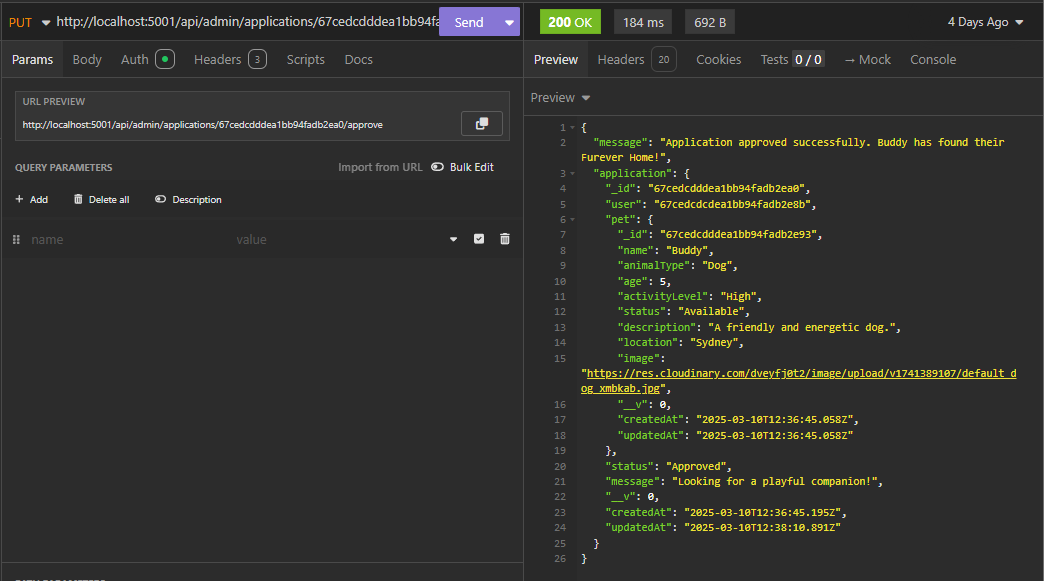 PUT http://localhost:5001/api/admin/applications/67cedcdddea1bb94fa Send
200 OK 184 ms 692 B 4 Days Ago
Params Body Auth Headers 3 Scripts Docs
Preview Headers 20 Cookies Tests 0 / 0 → Mock Console
URL PREVIEW
http://localhost:5001/api/admin/applications/67cedcdddea1bb94fadb2ea0/approve
QUERY PARAMETERS Import from URL Bulk Edit
+ Add Delete all Description
name value
Preview
1 {
2 "message": "Application approved successfully. Buddy has found their
Furever Home!",
3 "application": {
4 "_id": "67cedcdddea1bb94fadb2ea0",
5 "user": "67cedcdcdea1bb94fadb2e8b",
6 "pet": {
7 "_id": "67cedcdddea1bb94fadb2e93",
8 "name": "Buddy",
9 "animalType": "Dog",
10 "age": 5,
11 "activityLevel": "High",
12 "status": "Available",
13 "description": "A friendly and energetic dog.",
14 "location": "Sydney",
15 "image":
"https://res.cloudinary.com/dveyfj0t2/image/upload/v1741389107/default_d
og_xmbkab.jpg",
16 "__v": 0,
17 "createdAt": "2025-03-10T12:36:45.058Z",
18 "updatedAt": "2025-03-10T12:36:45.058Z"
19 },
20 "status": "Approved",
21 "message": "Looking for a playful companion!",
22 "__v": 0,
23 "createdAt": "2025-03-10T12:36:45.195Z",
24 "updatedAt": "2025-03-10T12:38:10.891Z"
25 }
26 }